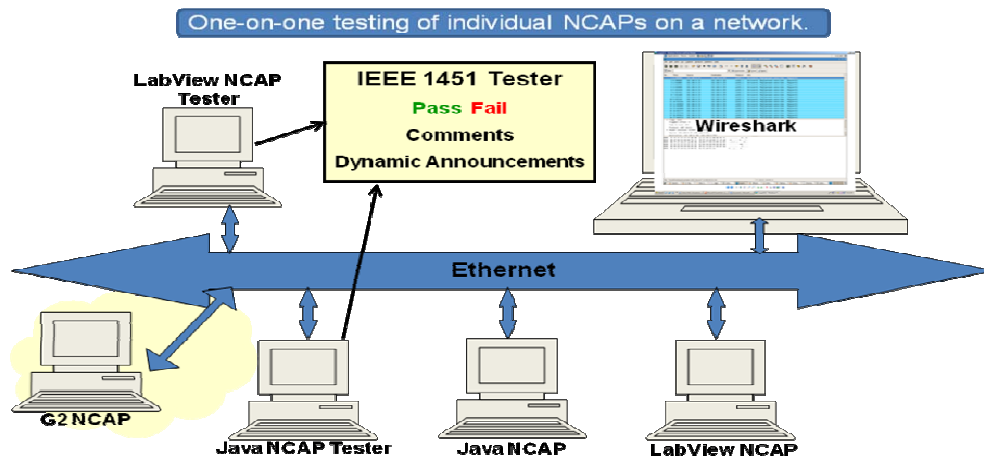 One-on-one testing of individual NCAPs on a network.
LabView NCAP
Tester
IEEE 1451 Tester
Pass Fail
Comments
Dynamic Announcements
Wireshark
Ethernet
G2 NCAP
Java NCAP Tester
Java NCAP
LabView NCAP